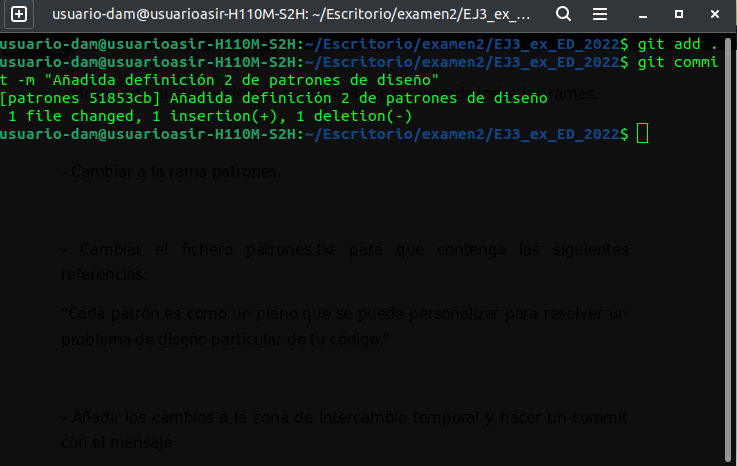 usuario-dam@usuarioasir-H110M-S2H: ~/Escritorio/examen2/EJ3_ex_...
usuario-dam@usuarioasir-H110M-S2H:~/Escritorio/examen2/EJ3_ex_ED_2022$ git add .
usuario-dam@usuarioasir-H110M-S2H:~/Escritorio/examen2/EJ3_ex_ED_2022$ git commi
t -m "Añadida definición 2 de patrones de diseño"
[patrones 51853cb] Añadida definición 2 de patrones de diseño
ramas.
 1 file changed, 1 insertion(+), 1 deletion(-)
usuario-dam@usuarioasir-H110M-S2H:~/Escritorio/examen2/EJ3_ex_ED_2022$
- Cambiar a la rama patrones.
- Cambiar el fichero patrones.txt para que contenga las siguientes
referencias:
"Cada patrón es como un plano que se puede personalizar para resolver un
problema de diseño particular de tu código."
- Añadir los cambios a la zona de intercambio temporal y hacer un commit
con el mensaje